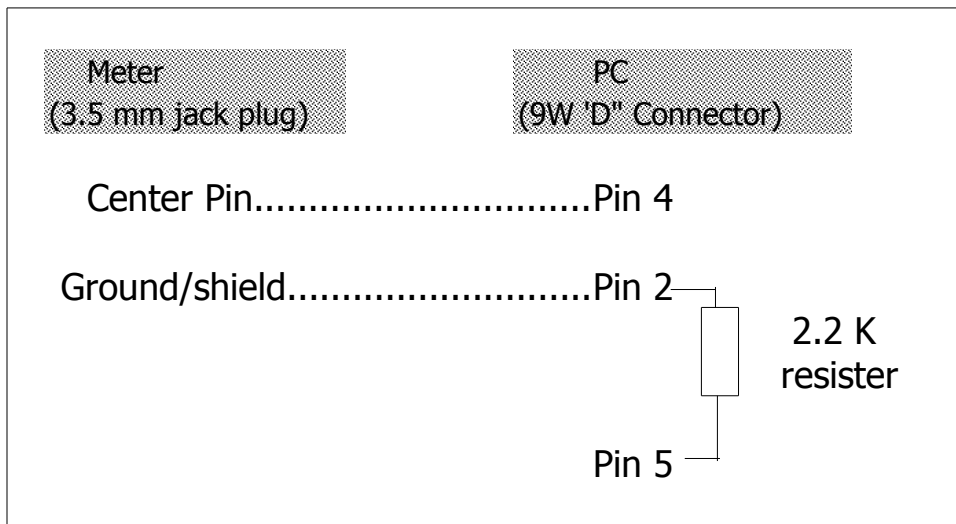 Meter
(3.5 mm jack plug)
PC
(9W 'D" Connector)
Center Pin...............................Pin 4
Ground/shield............................Pin 2
2.2 K
resister
Pin 5